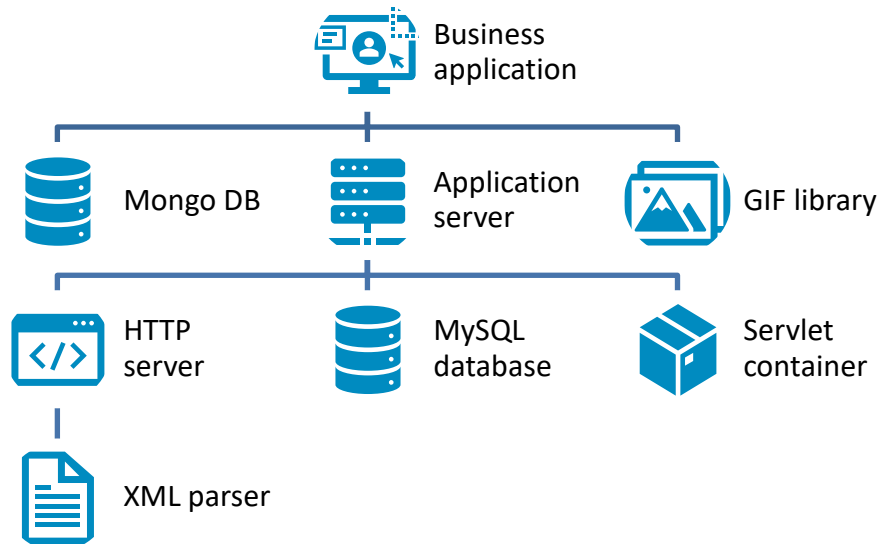 Business
application
Mongo DB
Application
server
GIF library
HTTP
server
MySQL
database
Servlet
container
</>
XML parser